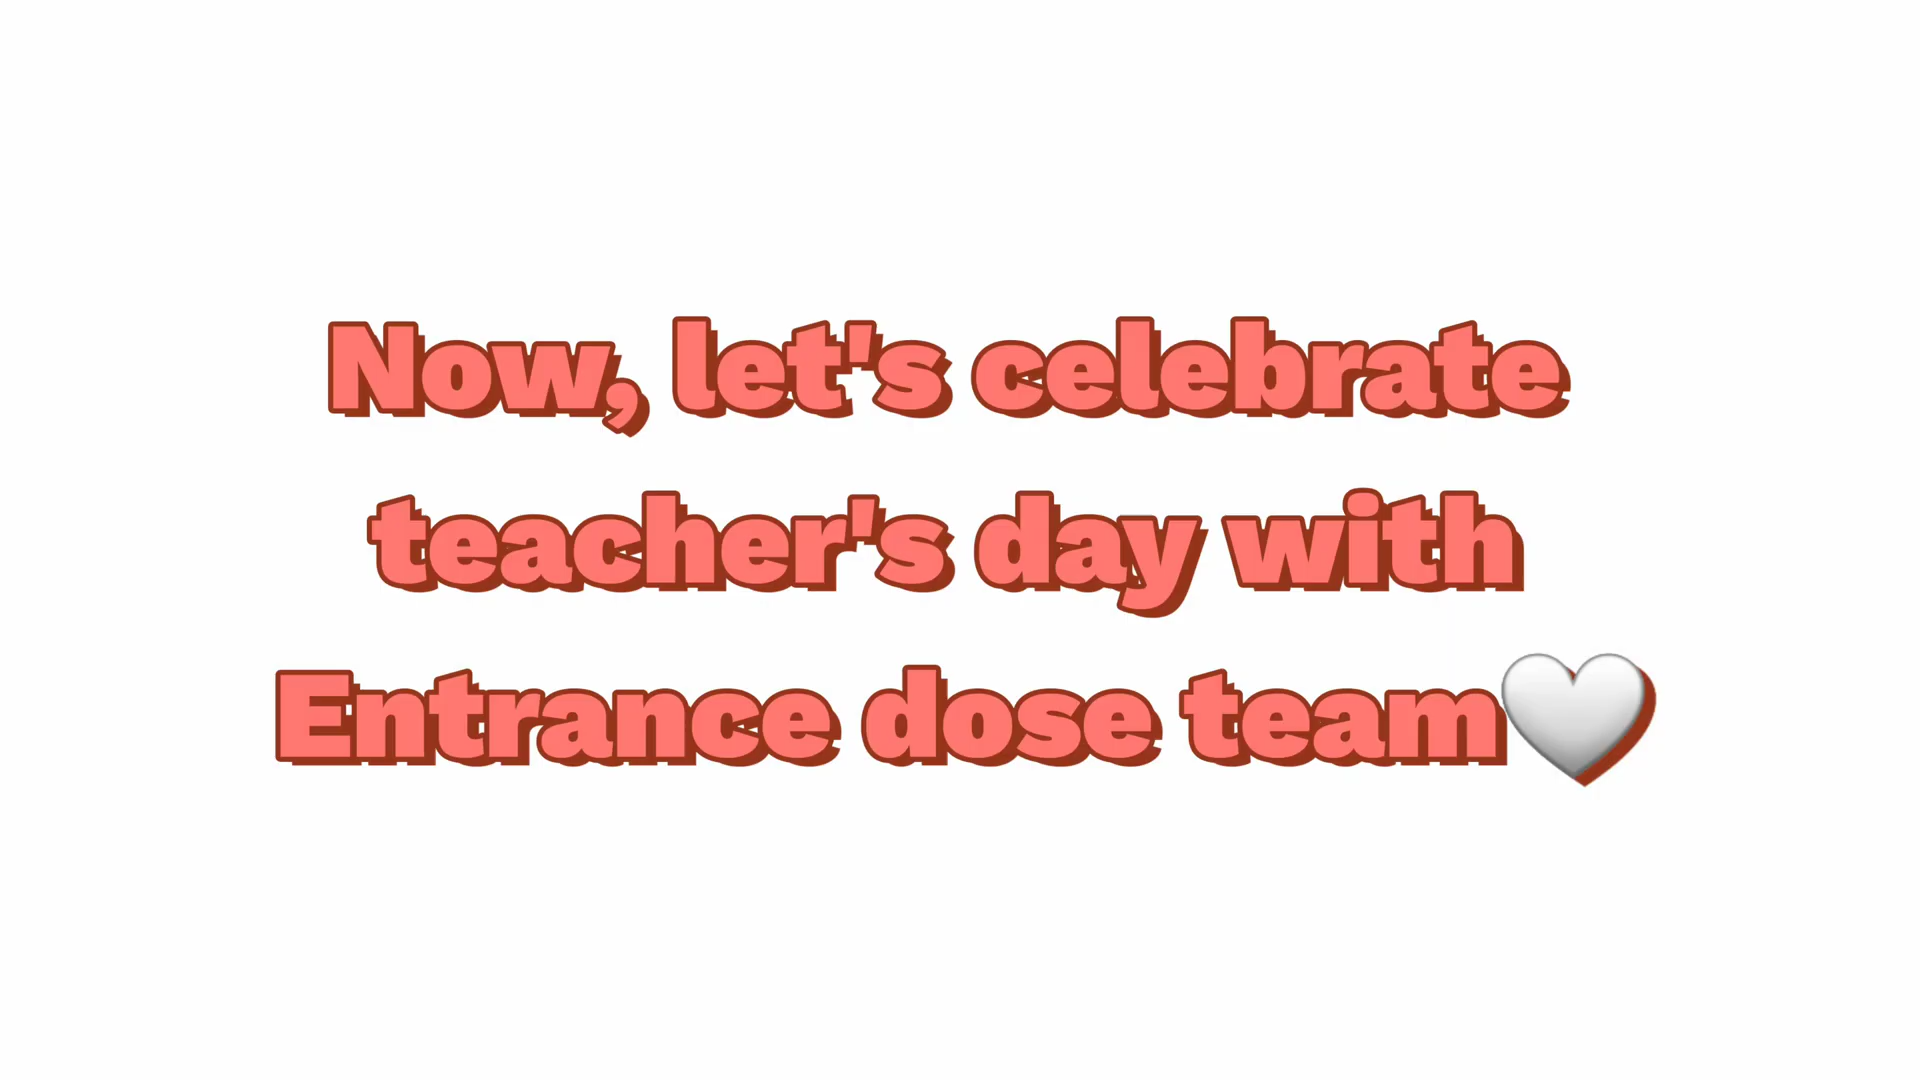 Now, let's celebrate
teacher's day with
Entrance dose team🤍